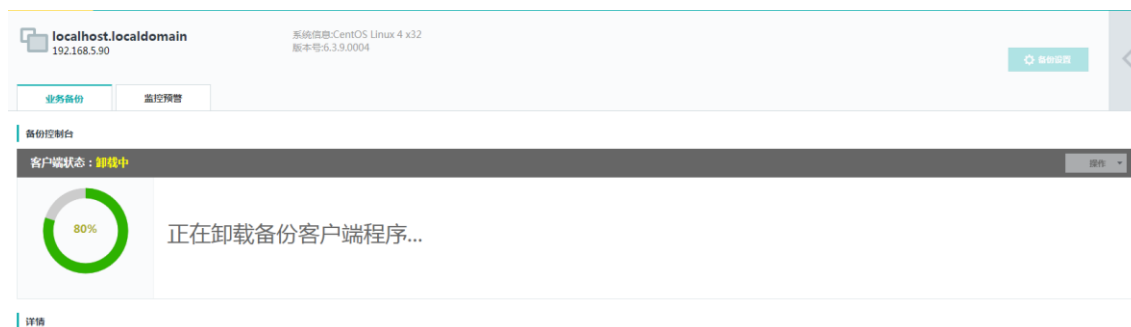 localhost.localdomain
192.168.5.90
系统信息:CentOS Linux 4 x32
版本号:6.3.9.0004
备份设置
业务备份
监控预警
备份控制台
客户端状态：卸载中
操作
80%
正在卸载备份客户端程序...
详情